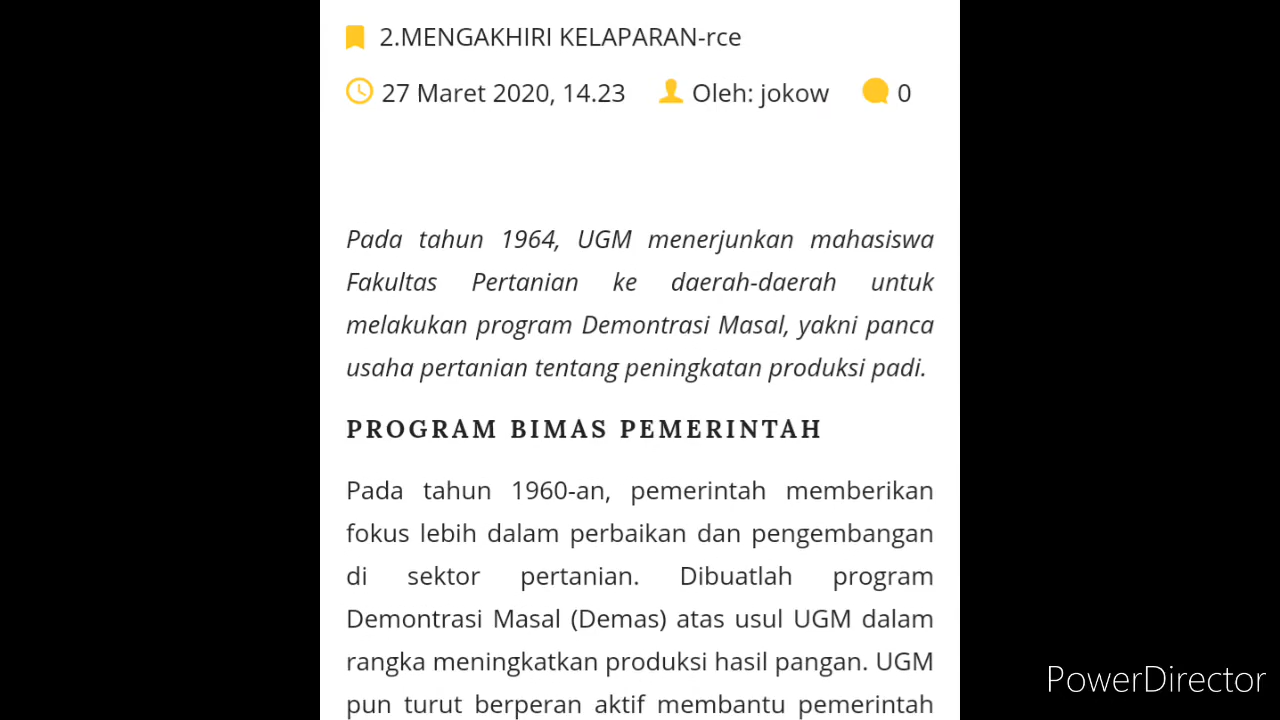 2.MENGAKHIRI KELAPARAN-rce
27 Maret 2020, 14.23 Oleh: jokow 0
Pada tahun 1964, UGM menerjunkan mahasiswa
Fakultas Pertanian ke daerah-daerah untuk
melakukan program Demontrasi Masal, yakni panca
usaha pertanian tentang peningkatan produksi padi.
PROGRAM BIMAS PEMERINTAH
Pada tahun 1960-an, pemerintah memberikan
fokus lebih dalam perbaikan dan pengembangan
di sektor pertanian. Dibuatlah program
Demontrasi Masal (Demas) atas usul UGM dalam
rangka meningkatkan produksi hasil pangan. UGM
pun turut berperan aktif membantu pemerintah
PowerDirector